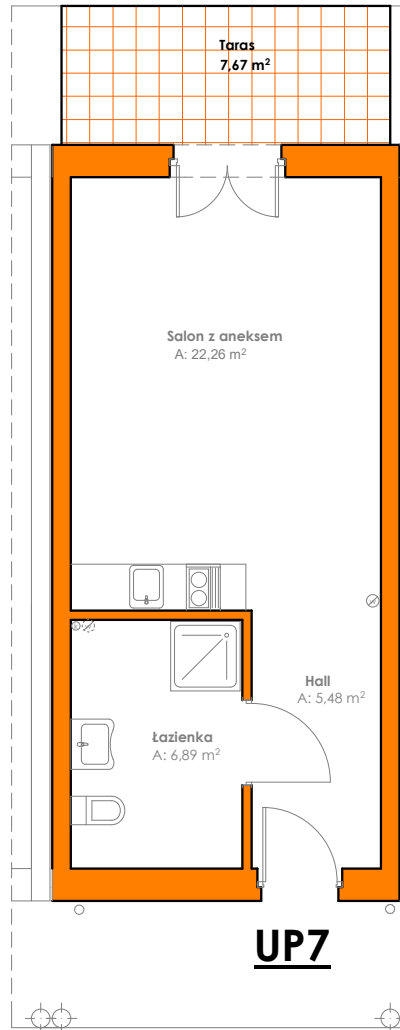 Taras
7,67 m²
Salon z aneksem
A: 22,26 m²
Hall
A: 5,48 m²
Łazienka
A: 6,89 m²
UP7